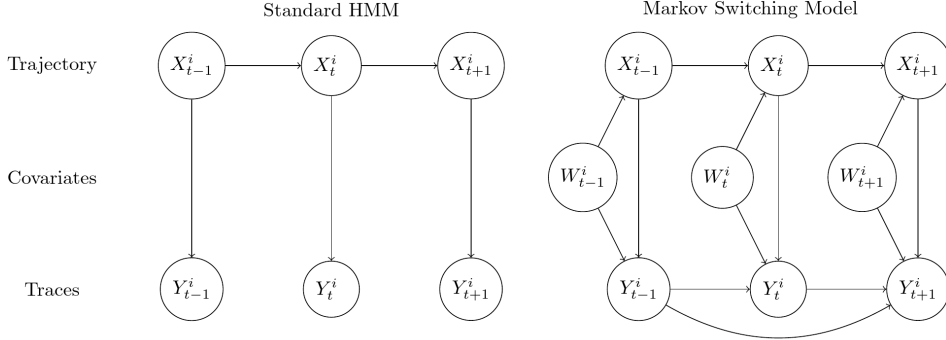 Standard HMM Markov Switching Model
Trajectory X^i_{t-1} X^i_t X^i_{t+1} X^i_{t-1} X^i_t X^i_{t+1}
Covariates W^i_{t-1} W^i_t W^i_{t+1}
Traces Y^i_{t-1} Y^i_t Y^i_{t+1} Y^i_{t-1} Y^i_t Y^i_{t+1}